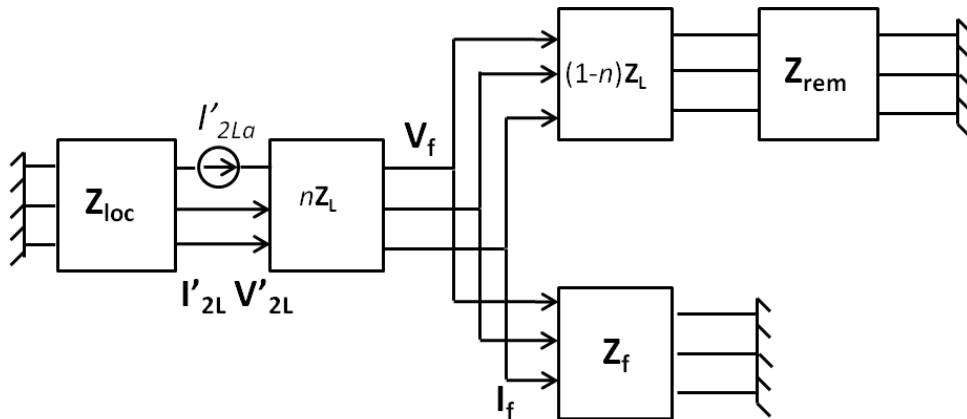 (1-n)Z_L
Z_rem
I'_2La
V_f
Z_loc
nZ_L
I'_2L V'_2L
Z_f
I_f